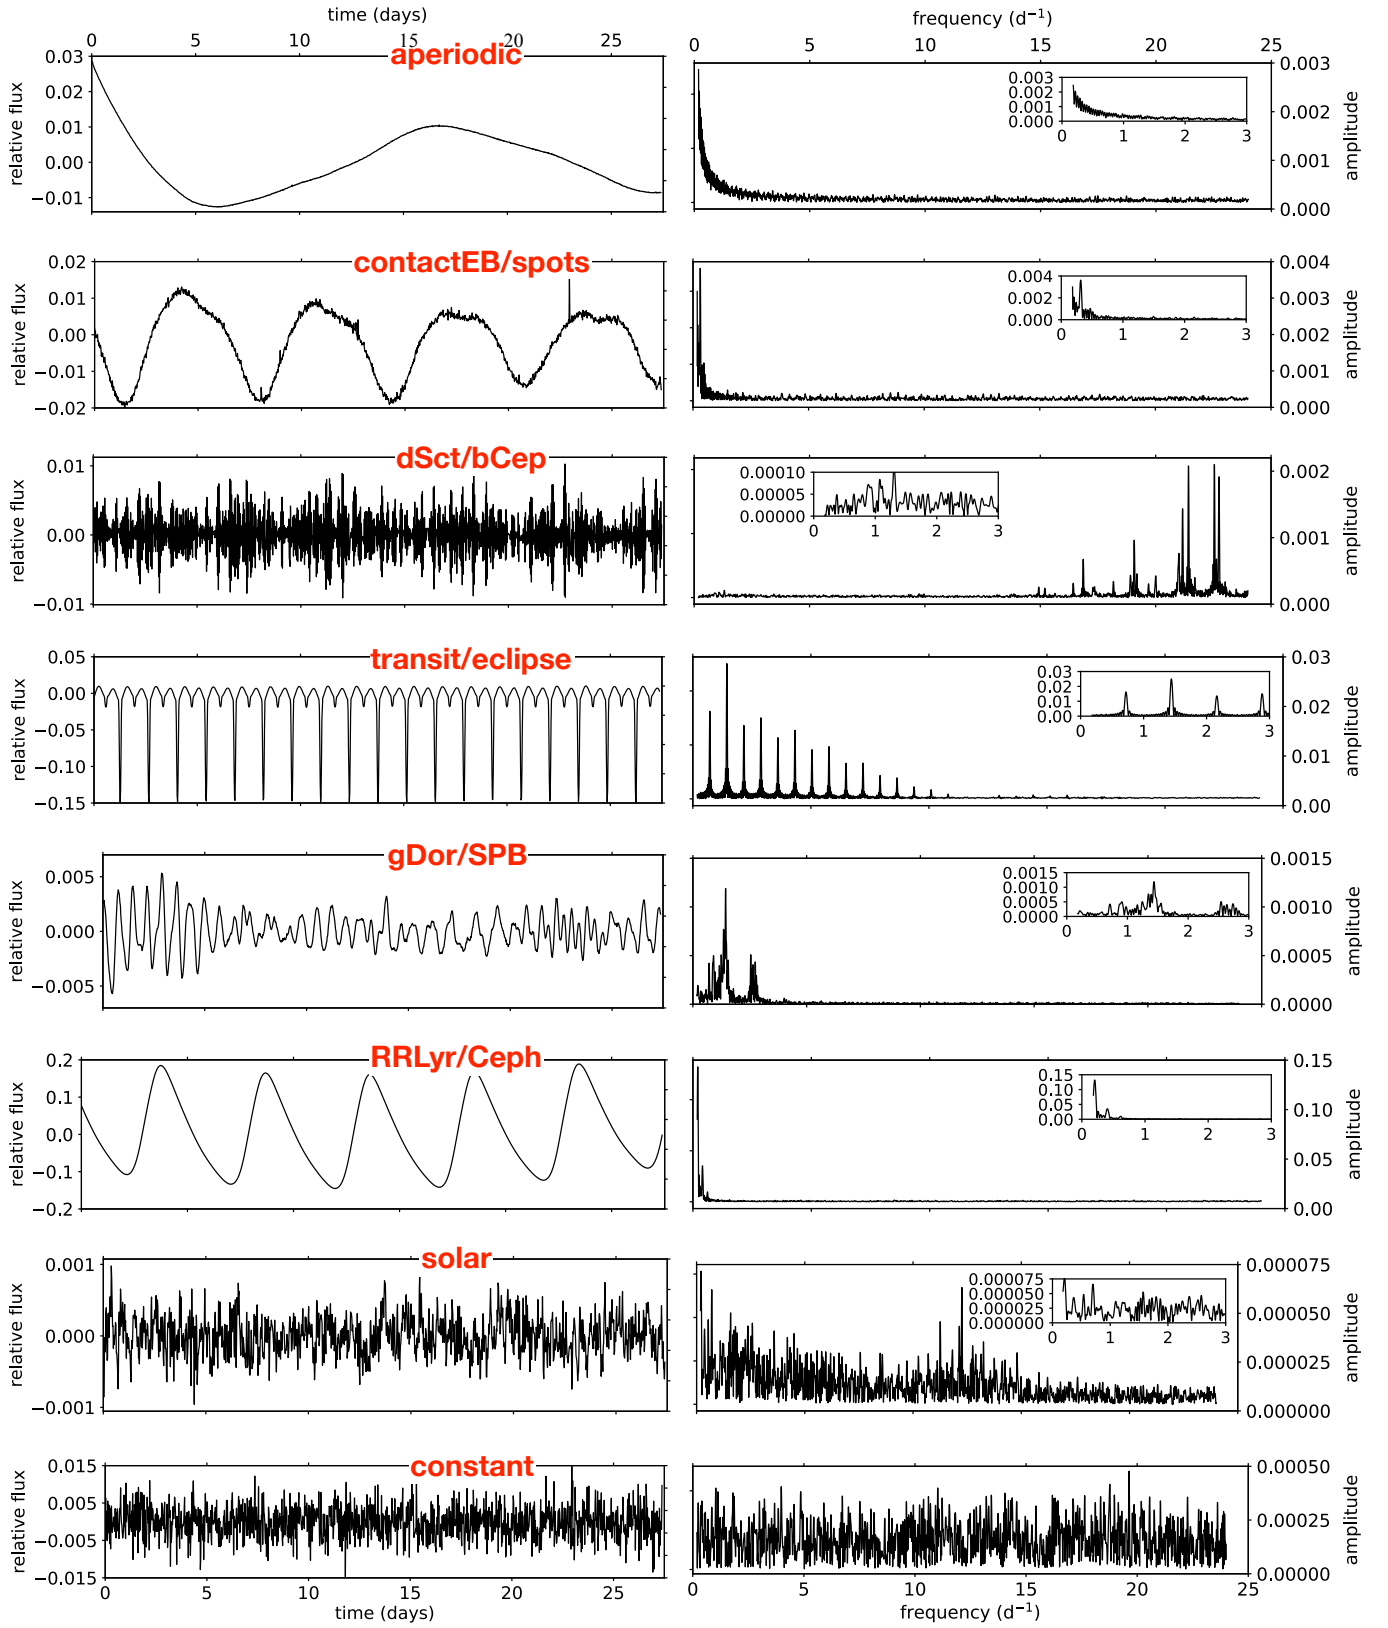 time (days)
frequency (d⁻¹)
0 5 10 15 20 25
0 5 10 15 20 25
aperiodic
relative flux
0.03
0.01
0.00
−0.01
0.003
0.002
0.001
0.000
0 1 2 3
0.003
0.002
0.001
0.000
amplitude
contactEB/spots
relative flux
0.02
0.01
0.00
−0.01
−0.02
0.004
0.002
0.000
0 1 2 3
0.004
0.003
0.002
0.001
0.000
amplitude
dSct/bCep
relative flux
0.01
0.00
−0.01
0.00010
0.00005
0.00000
0 1 2 3
0.002
0.001
0.000
amplitude
transit/eclipse
relative flux
0.05
0.00
−0.05
−0.10
−0.15
0.03
0.02
0.01
0.00
0 1 2 3
0.03
0.02
0.01
0.00
amplitude
gDor/SPB
relative flux
0.005
0.000
−0.005
0.0015
0.0010
0.0005
0.0000
0 1 2 3
0.0015
0.0010
0.0005
0.0000
amplitude
RRLyr/Ceph
relative flux
0.2
0.1
0.0
−0.1
−0.2
0.15
0.10
0.05
0.00
0 1 2 3
0.15
0.10
0.05
0.00
amplitude
solar
relative flux
0.001
0.000
−0.001
0.000075
0.000050
0.000025
0.000000
0 1 2 3
0.000075
0.000050
0.000025
0.000000
amplitude
constant
relative flux
0.015
0.005
−0.005
−0.015
0.00050
0.00025
0.00000
amplitude
0 5 10 15 20 25
0 5 10 15 20 25
time (days)
frequency (d⁻¹)